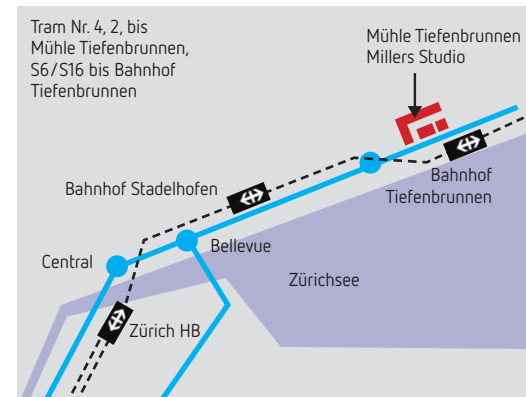 Tram Nr. 4, 2, bis
Mühle Tiefenbrunnen,
S6/S16 bis Bahnhof
Tiefenbrunnen
Mühle Tiefenbrunnen
Millers Studio
Bahnhof
Tiefenbrunnen
Bahnhof Stadelhofen
Bellevue
Central
Zürichsee
Zürich HB